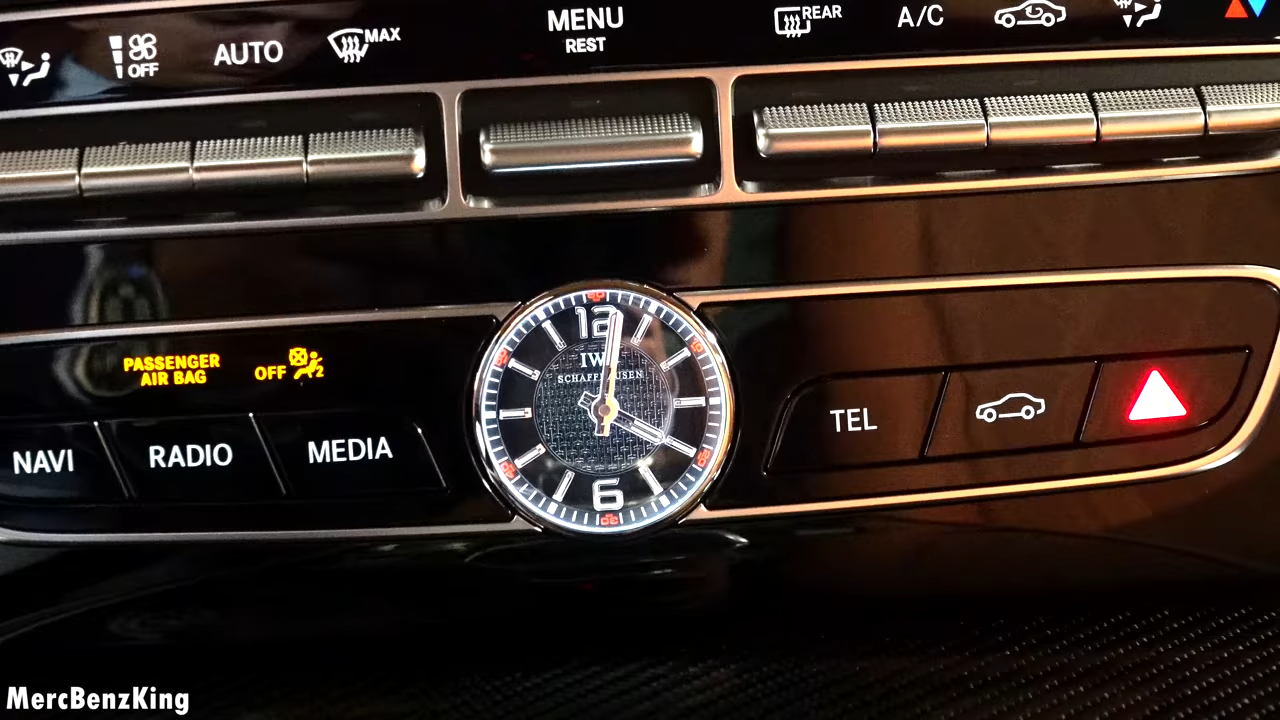 MENU
REST
REAR
A/C
OFF
AUTO
MAX
12
IWC
SCHAFFHAUSEN
6
PASSENGER
AIR BAG
OFF
2
NAVI
RADIO
MEDIA
TEL
MercBenzKing